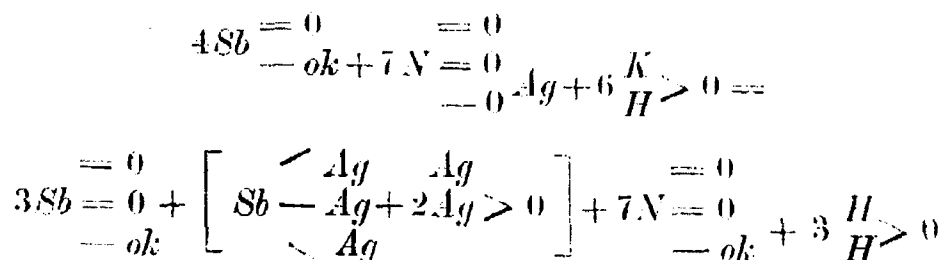 = 0 = 0
4Sb — ok + 7N = 0 Ag + 6 K H > 0 =
— 0
= 0 Ag Ag = 0
3Sb = 0 + [ Sb — Ag + 2Ag > 0 ] + 7N = 0 + 3 H H > 0
— ok Ag — ok